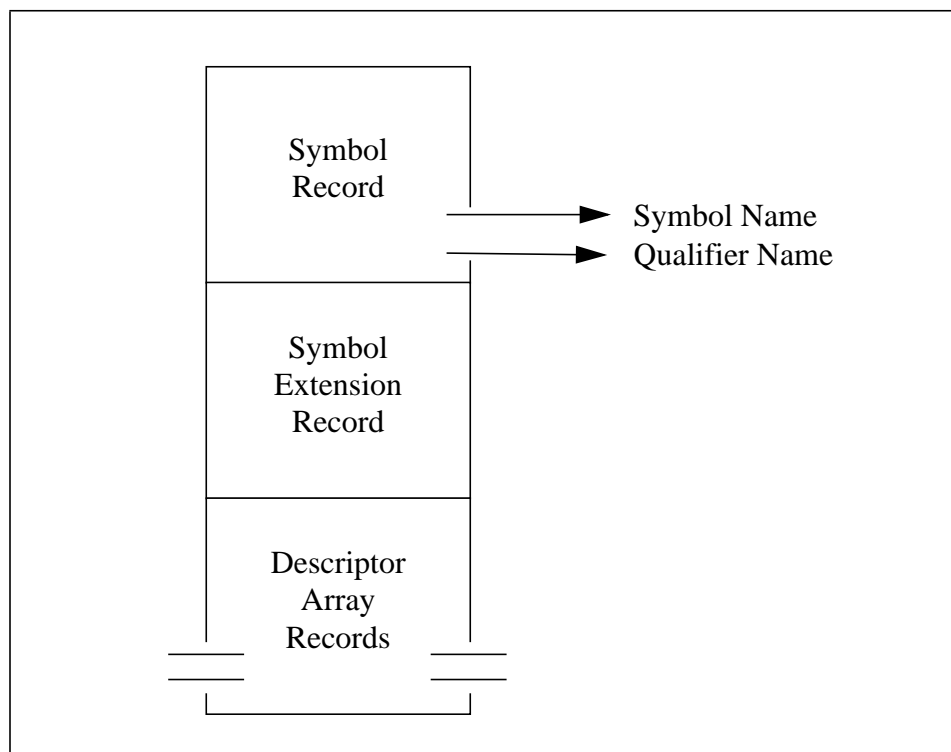 Symbol
Record
Symbol Name
Qualifier Name
Symbol
Extension
Record
Descriptor
Array
Records